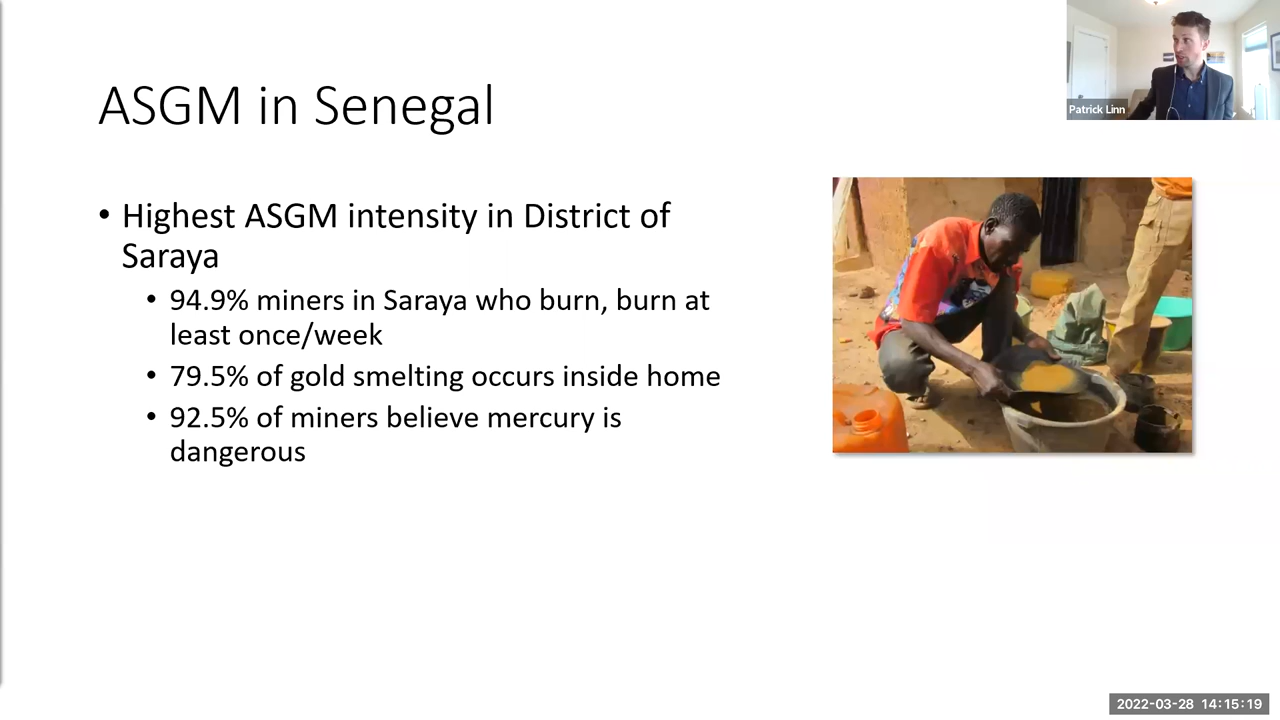 Patrick Linn
ASGM in Senegal
• Highest ASGM intensity in District of
Saraya
• 94.9% miners in Saraya who burn, burn at
least once/week
• 79.5% of gold smelting occurs inside home
• 92.5% of miners believe mercury is
dangerous
2022-03-28 14:15:19